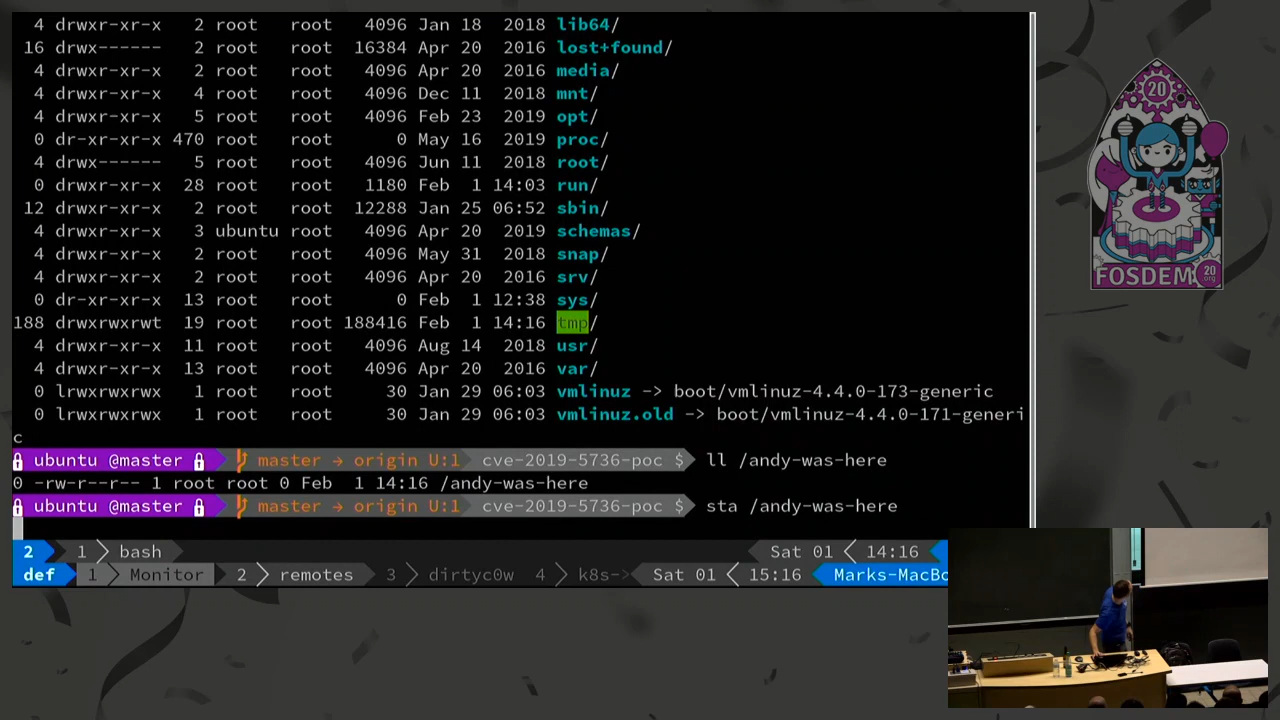 4 drwxr-xr-x 2 root root 4096 Jan 18 2018 lib64/
16 drwx------ 2 root root 16384 Apr 20 2016 lost+found/
4 drwxr-xr-x 2 root root 4096 Apr 20 2016 media/
4 drwxr-xr-x 4 root root 4096 Dec 11 2018 mnt/
4 drwxr-xr-x 5 root root 4096 Feb 23 2019 opt/
0 dr-xr-xr-x 470 root root 0 May 16 2019 proc/
4 drwx------ 5 root root 4096 Jun 11 2018 root/
0 drwxr-xr-x 28 root root 1180 Feb 1 14:03 run/
12 drwxr-xr-x 2 root root 12288 Jan 25 06:52 sbin/
4 drwxr-xr-x 3 ubuntu root 4096 Apr 20 2019 schemas/
4 drwxr-xr-x 2 root root 4096 May 31 2018 snap/
4 drwxr-xr-x 2 root root 4096 Apr 20 2016 srv/
0 dr-xr-xr-x 13 root root 0 Feb 1 12:38 sys/
188 drwxrwxrwt 19 root root 188416 Feb 1 14:16 tmp/
4 drwxr-xr-x 11 root root 4096 Aug 14 2018 usr/
4 drwxr-xr-x 13 root root 4096 Apr 20 2016 var/
0 lrwxrwxrwx 1 root root 30 Jan 29 06:03 vmlinuz -> boot/vmlinuz-4.4.0-173-generic
0 lrwxrwxrwx 1 root root 30 Jan 29 06:03 vmlinuz.old -> boot/vmlinuz-4.4.0-171-generi
c
ubuntu @master master → origin U:1 cve-2019-5736-poc $ ll /andy-was-here
0 -rw-r--r-- 1 root root 0 Feb 1 14:16 /andy-was-here
ubuntu @master master → origin U:1 cve-2019-5736-poc $ sta /andy-was-here
2 1 bash Sat 01 14:16
def 1 Monitor 2 remotes 3 dirtyc0w 4 k8s-> Sat 01 15:16 Marks-MacBo
20
FOSDEM 20
.org